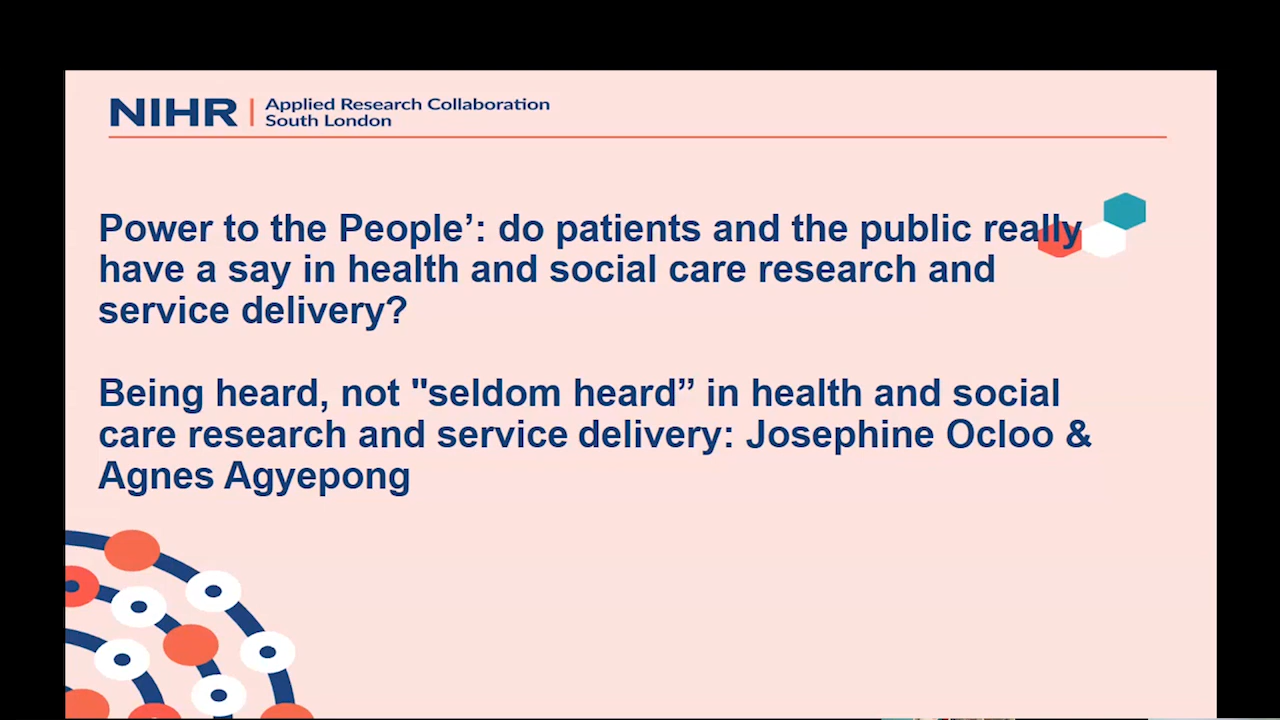 NIHR | Applied Research Collaboration
South London
Power to the People’: do patients and the public really
have a say in health and social care research and
service delivery?
Being heard, not "seldom heard” in health and social
care research and service delivery: Josephine Ocloo &
Agnes Agyepong